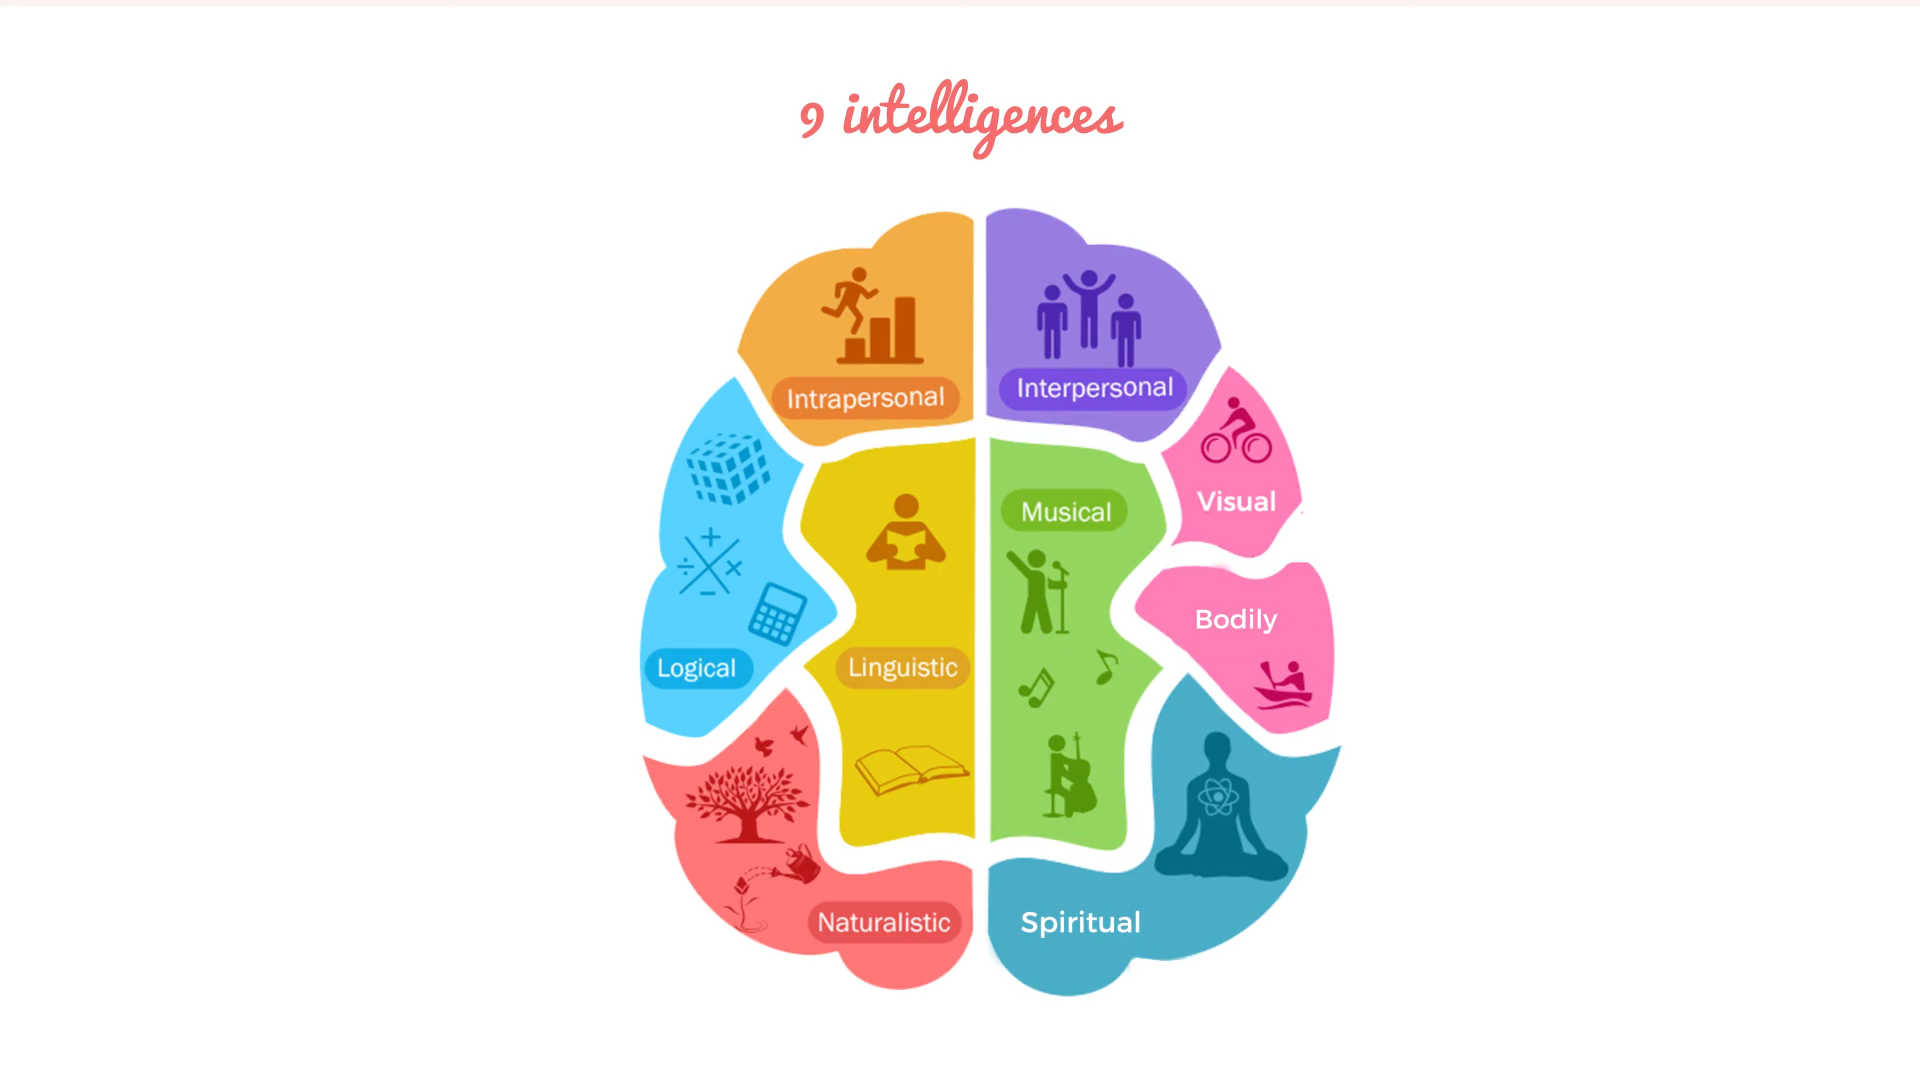 9 intelligences
Intrapersonal
Interpersonal
Visual
Musical
Bodily
Logical
Linguistic
Naturalistic
Spiritual